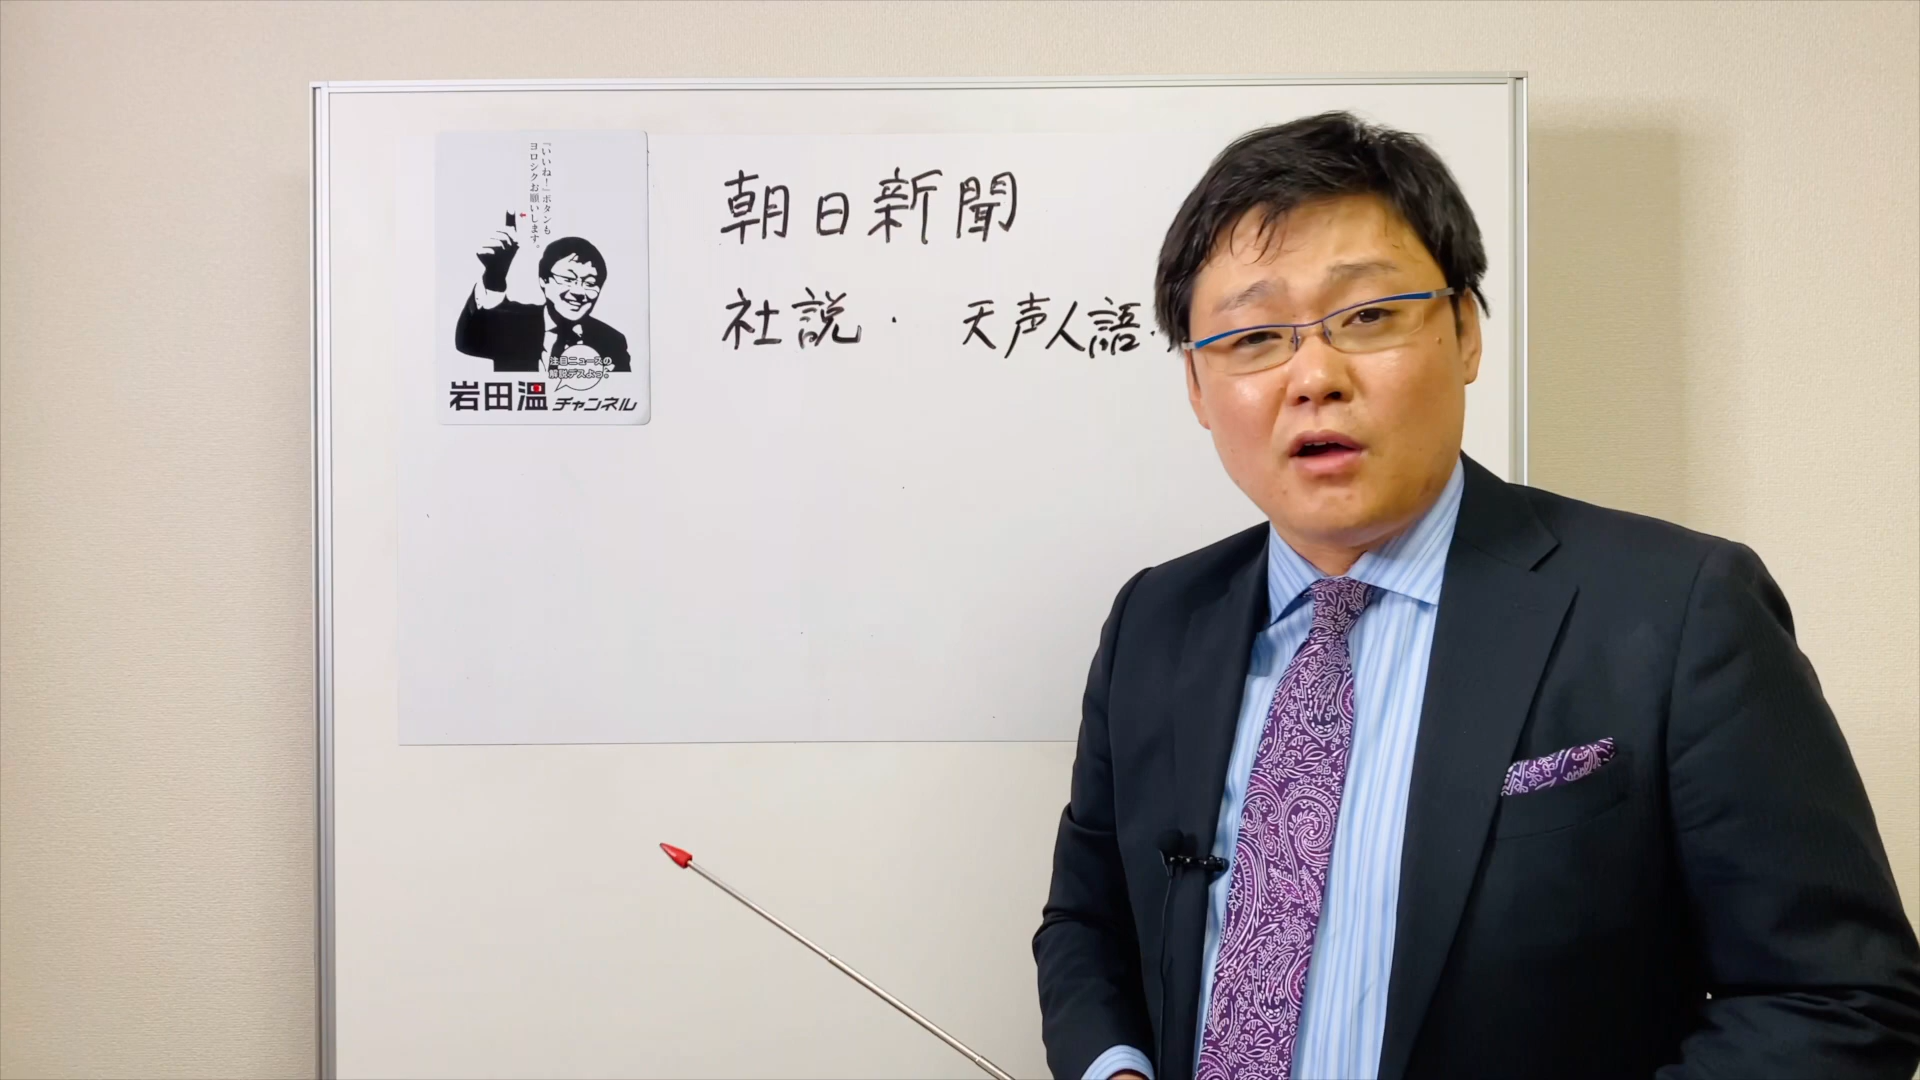 「いいね！」ボタンも
ヨロシクお願いします。
注目ニュースの
解説デスよっ。
岩田温チャンネル
朝日新聞
社説・天声人語・